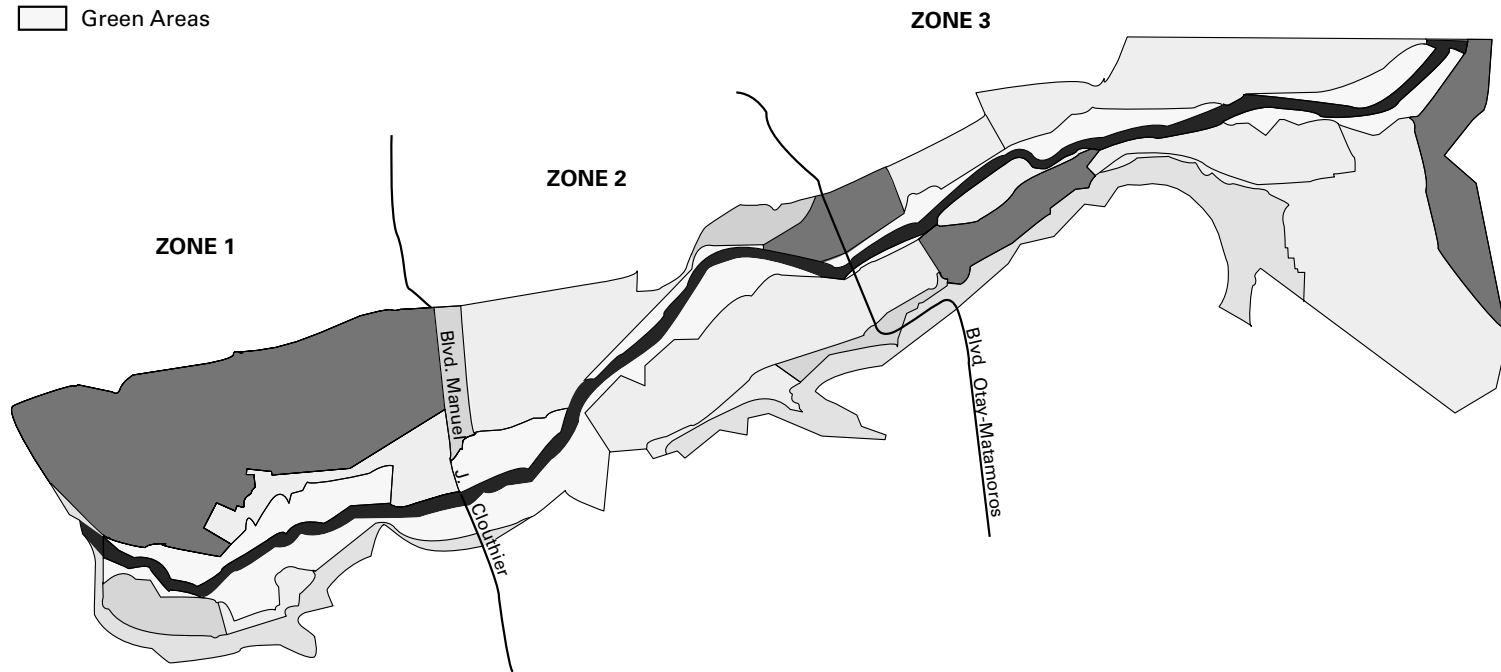 Green Areas
ZONE 3
ZONE 2
ZONE 1
Blvd. Manuel J. Clouthier
Blvd. Otay-Matamoros